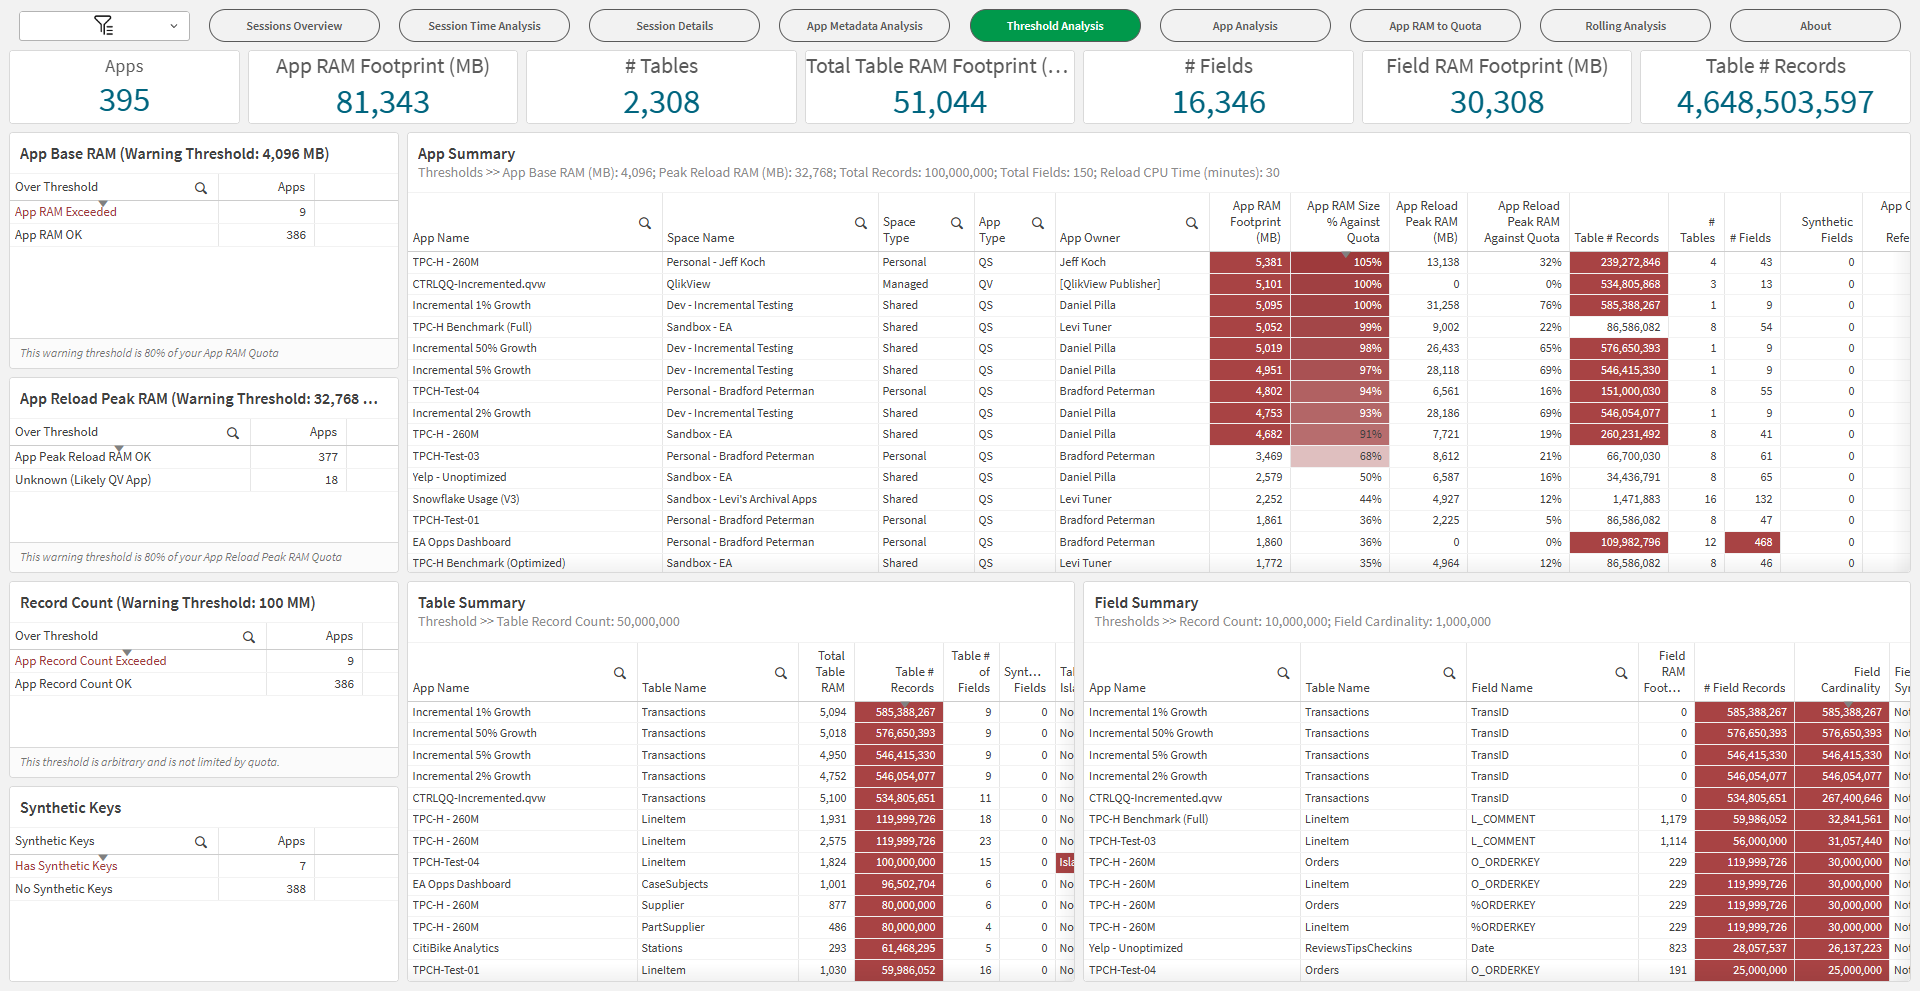 Sessions Overview
Session Time Analysis
Session Details
App Metadata Analysis
Threshold Analysis
App Analysis
App RAM to Quota
Rolling Analysis
About
Apps
395
App RAM Footprint (MB)
81,343
# Tables
2,308
Total Table RAM Footprint (...
51,044
# Fields
16,346
Field RAM Footprint (MB)
30,308
Table # Records
4,648,503,597
App Base RAM (Warning Threshold: 4,096 MB)
Over Threshold Apps
App RAM Exceeded 9
App RAM OK 386
This warning threshold is 80% of your App RAM Quota
App Reload Peak RAM (Warning Threshold: 32,768 ...
Over Threshold Apps
App Peak Reload RAM OK 377
Unknown (Likely QV App) 18
This warning threshold is 80% of your App Reload Peak RAM Quota
Record Count (Warning Threshold: 100 MM)
Over Threshold Apps
App Record Count Exceeded 9
App Record Count OK 386
This threshold is arbitrary and is not limited by quota.
Synthetic Keys
Synthetic Keys Apps
Has Synthetic Keys 7
No Synthetic Keys 388
App Summary
Thresholds >> App Base RAM (MB): 4,096; Peak Reload RAM (MB): 32,768; Total Records: 100,000,000; Total Fields: 150; Reload CPU Time (minutes): 30
App Name Space Name Space Type App Type App Owner App RAM Footprint (MB) App RAM Size % Against Quota App Reload Peak RAM (MB) App Reload Peak RAM Against Quota Table # Records # Tables # Fields Synthetic Fields App C Refe
TPC-H - 260M Personal - Jeff Koch Personal QS Jeff Koch 5,381 105% 13,138 32% 239,272,846 4 43 0
CTRLQQ-Incremented.qvw QlikView Managed QV [QlikView Publisher] 5,101 100% 0 0% 534,805,868 3 13 0
Incremental 1% Growth Dev - Incremental Testing Shared QS Daniel Pilla 5,095 100% 31,258 76% 585,388,267 1 9 0
TPC-H Benchmark (Full) Sandbox - EA Shared QS Levi Tuner 5,052 99% 9,002 22% 86,586,082 8 54 0
Incremental 50% Growth Dev - Incremental Testing Shared QS Daniel Pilla 5,019 98% 26,433 65% 576,650,393 1 9 0
Incremental 5% Growth Dev - Incremental Testing Shared QS Daniel Pilla 4,951 97% 28,118 69% 546,415,330 1 9 0
TPCH-Test-04 Personal - Bradford Peterman Personal QS Bradford Peterman 4,802 94% 6,561 16% 151,000,030 8 55 0
Incremental 2% Growth Dev - Incremental Testing Shared QS Daniel Pilla 4,753 93% 28,186 69% 546,054,077 1 9 0
TPC-H - 260M Sandbox - EA Shared QS Daniel Pilla 4,682 91% 7,721 19% 260,231,492 8 41 0
TPCH-Test-03 Personal - Bradford Peterman Personal QS Bradford Peterman 3,469 68% 8,612 21% 66,700,030 8 61 0
Yelp - Unoptimized Sandbox - EA Shared QS Daniel Pilla 2,579 50% 6,587 16% 34,436,791 8 65 0
Snowflake Usage (V3) Sandbox - Levi's Archival Apps Shared QS Levi Tuner 2,252 44% 4,927 12% 1,471,883 16 132 0
TPCH-Test-01 Personal - Bradford Peterman Personal QS Bradford Peterman 1,861 36% 2,225 5% 86,586,082 8 47 0
EA Opps Dashboard Personal - Bradford Peterman Personal QS Bradford Peterman 1,860 36% 0 0% 109,982,796 12 468 0
TPC-H Benchmark (Optimized) Sandbox - EA Shared QS Levi Tuner 1,772 35% 4,964 12% 86,586,082 8 46 0
Table Summary
Threshold >> Table Record Count: 50,000,000
App Name Table Name Total Table RAM Table # Records Table # of Fields Synt... Fields Tal Isla
Incremental 1% Growth Transactions 5,094 585,388,267 9 0 No
Incremental 50% Growth Transactions 5,018 576,650,393 9 0 No
Incremental 5% Growth Transactions 4,950 546,415,330 9 0 No
Incremental 2% Growth Transactions 4,752 546,054,077 9 0 No
CTRLQQ-Incremented.qvw Transactions 5,100 534,805,651 11 0 No
TPC-H - 260M LineItem 1,931 119,999,726 18 0 No
TPC-H - 260M LineItem 2,575 119,999,726 23 0 No
TPCH-Test-04 LineItem 1,824 100,000,000 15 0 Isla
EA Opps Dashboard CaseSubjects 1,001 96,502,704 6 0 No
TPC-H - 260M Supplier 877 80,000,000 6 0 No
TPC-H - 260M PartSupplier 486 80,000,000 4 0 No
CitiBike Analytics Stations 293 61,468,295 5 0 No
TPCH-Test-01 LineItem 1,030 59,986,052 16 0 No
Field Summary
Thresholds >> Record Count: 10,000,000; Field Cardinality: 1,000,000
App Name Table Name Field Name Field RAM Foot... # Field Records Field Cardinality Fie Syn
Incremental 1% Growth Transactions TransID 0 585,388,267 585,388,267 Not
Incremental 50% Growth Transactions TransID 0 576,650,393 576,650,393 Not
Incremental 5% Growth Transactions TransID 0 546,415,330 546,415,330 Not
Incremental 2% Growth Transactions TransID 0 546,054,077 546,054,077 Not
CTRLQQ-Incremented.qvw Transactions TransID 0 534,805,651 267,400,646 Not
TPC-H Benchmark (Full) LineItem L_COMMENT 1,179 59,986,052 32,841,561 Not
TPCH-Test-03 LineItem L_COMMENT 1,114 56,000,000 31,057,440 Not
TPC-H - 260M Orders O_ORDERKEY 229 119,999,726 30,000,000 Not
TPC-H - 260M LineItem O_ORDERKEY 229 119,999,726 30,000,000 Not
TPC-H - 260M Orders %ORDERKEY 229 119,999,726 30,000,000 Not
TPC-H - 260M LineItem %ORDERKEY 229 119,999,726 30,000,000 Not
Yelp - Unoptimized ReviewsTipsCheckins Date 823 28,057,537 26,137,223 Not
TPCH-Test-04 Orders O_ORDERKEY 191 25,000,000 25,000,000 Not